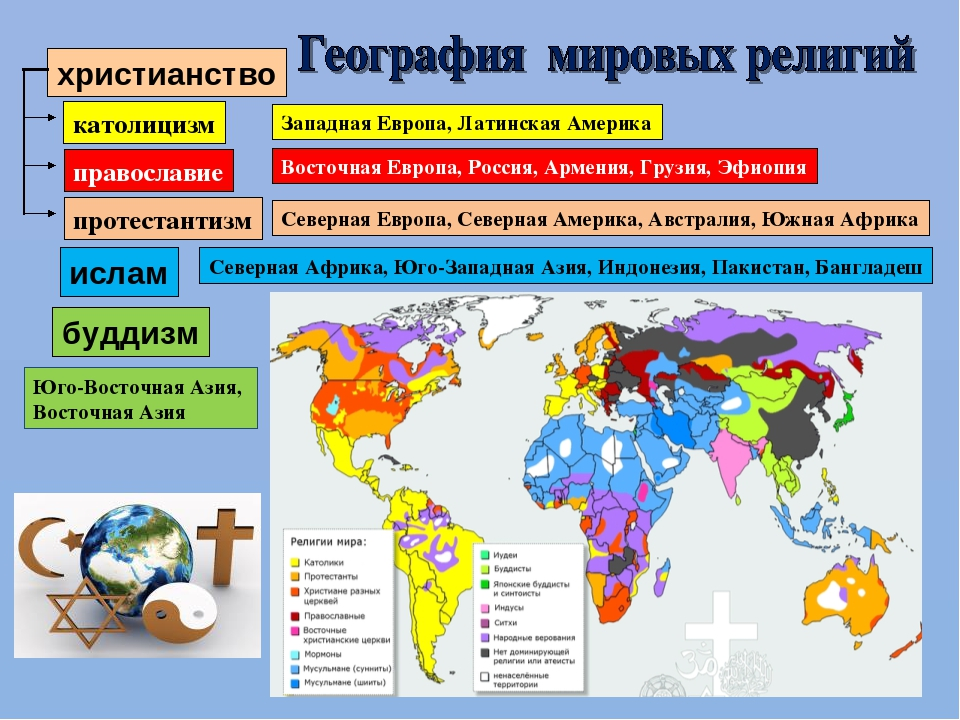 География мировых религий
христианство
католицизм
Западная Европа, Латинская Америка
православие
Восточная Европа, Россия, Армения, Грузия, Эфиопия
протестантизм
Северная Европа, Северная Америка, Австралия, Южная Африка
ислам
Северная Африка, Юго-Западная Азия, Индонезия, Пакистан, Бангладеш
буддизм
Юго-Восточная Азия,
Восточная Азия
Религии мира:
Католики
Протестанты
Христиане разных
церквей
Православные
Восточные
христианские церкви
Мормоны
Мусульмане (сунниты)
Мусульмане (шииты)
Иудеи
Буддисты
Японские буддисты
и синтоисты
Индусы
Ситхи
Народные верования
Нет доминирующей
религии или атеисты
ненаселённые
территории